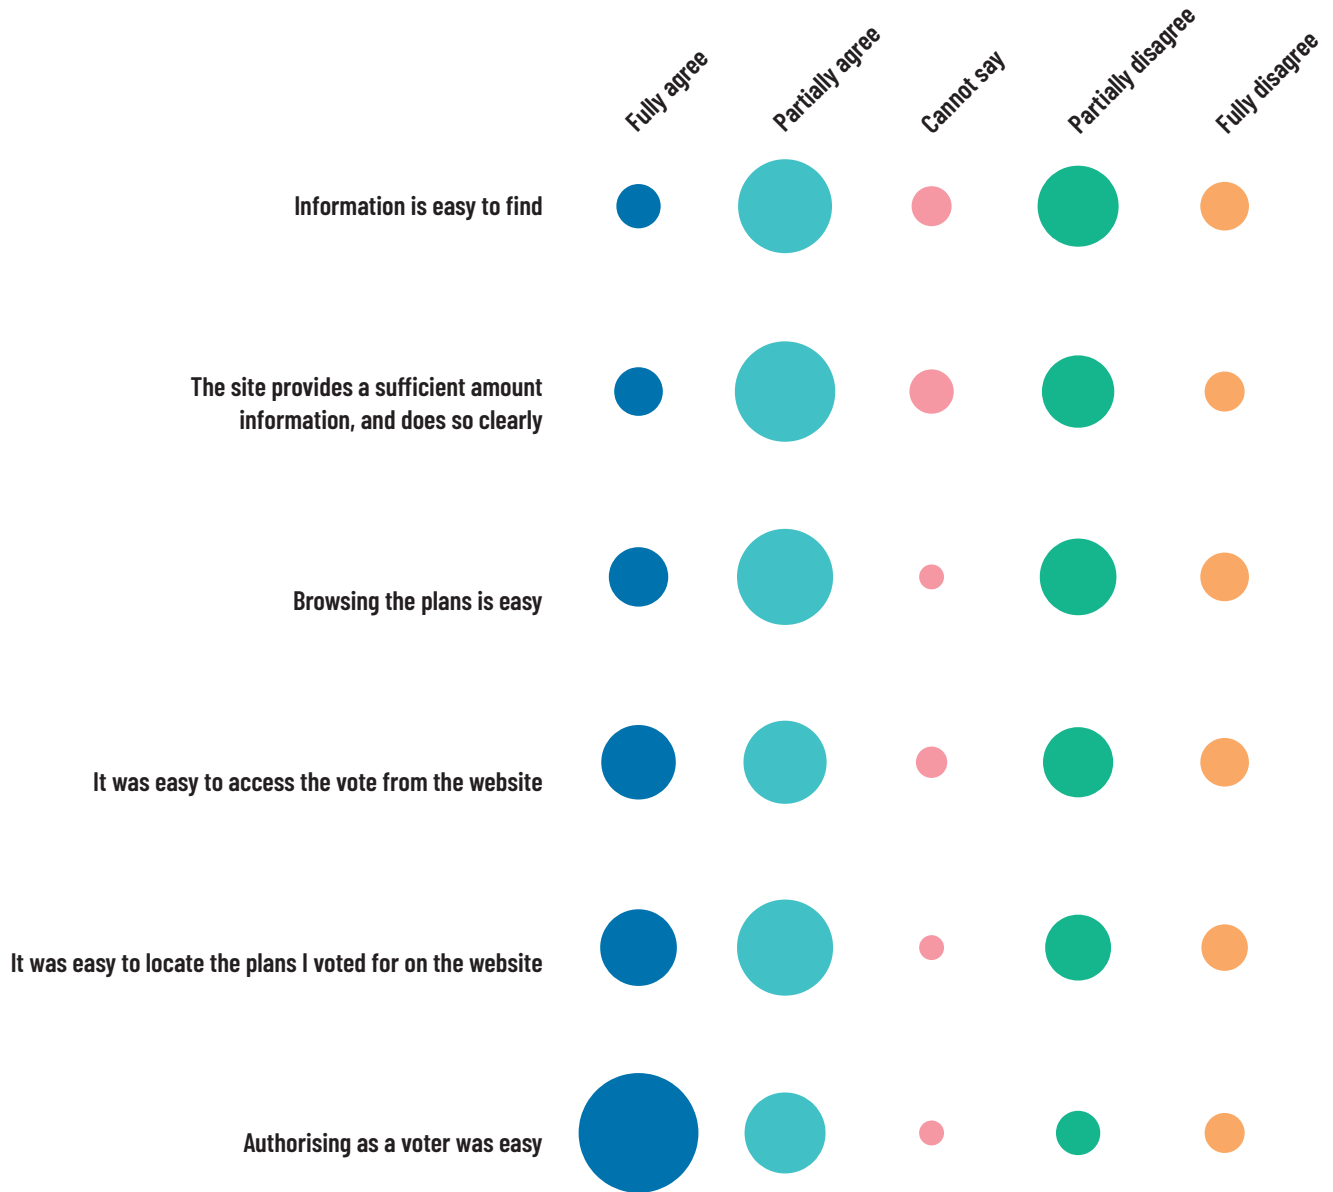 Fully agree
Partially agree
Cannot say
Partially disagree
Fully disagree
Information is easy to find
The site provides a sufficient amount
information, and does so clearly
Browsing the plans is easy
It was easy to access the vote from the website
It was easy to locate the plans I voted for on the website
Authorising as a voter was easy